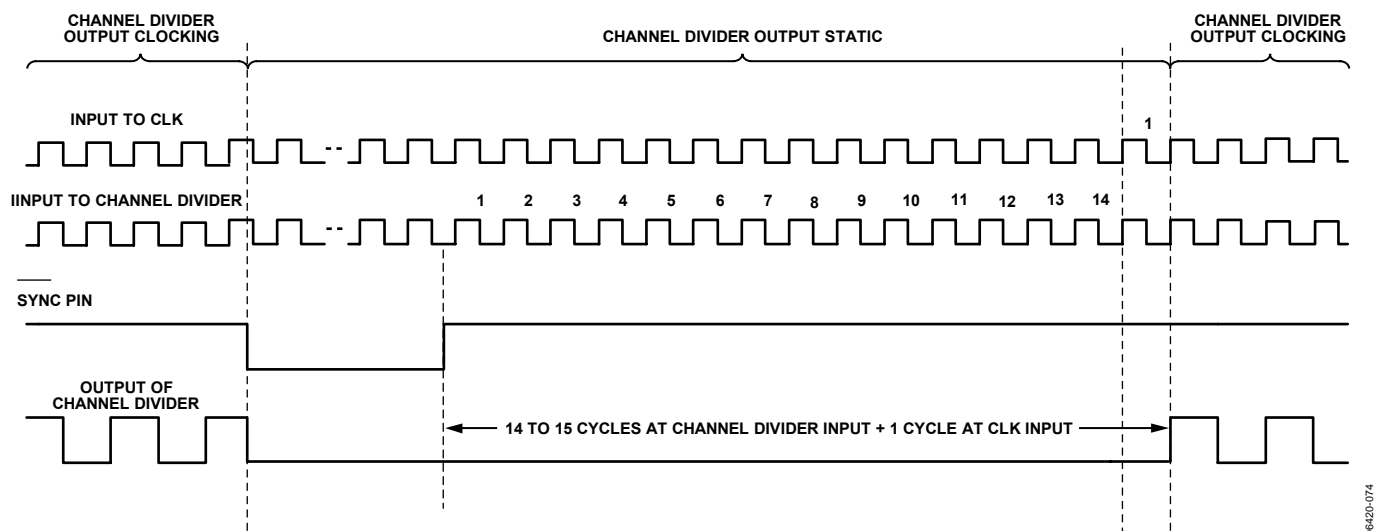 CHANNEL DIVIDER
OUTPUT CLOCKING
CHANNEL DIVIDER OUTPUT STATIC
CHANNEL DIVIDER
OUTPUT CLOCKING
INPUT TO CLK
1
IINPUT TO CHANNEL DIVIDER
1 2 3 4 5 6 7 8 9 10 11 12 13 14
SYNC PIN
OUTPUT OF
CHANNEL DIVIDER
14 TO 15 CYCLES AT CHANNEL DIVIDER INPUT + 1 CYCLE AT CLK INPUT
6420-074